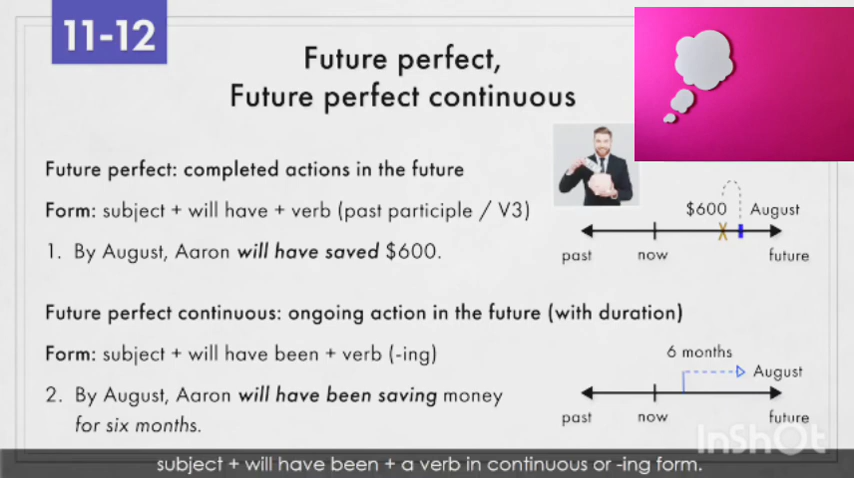 11-12
Future perfect,
Future perfect continuous
Future perfect: completed actions in the future
Form: subject + will have + verb (past participle / V3)
$600 August
1. By August, Aaron will have saved $600.
past now future
Future perfect continuous: ongoing action in the future (with duration)
Form: subject + will have been + verb (-ing)
6 months
August
2. By August, Aaron will have been saving money
for six months.
past now future
InShOt
subject + will have been + a verb in continuous or -ing form.